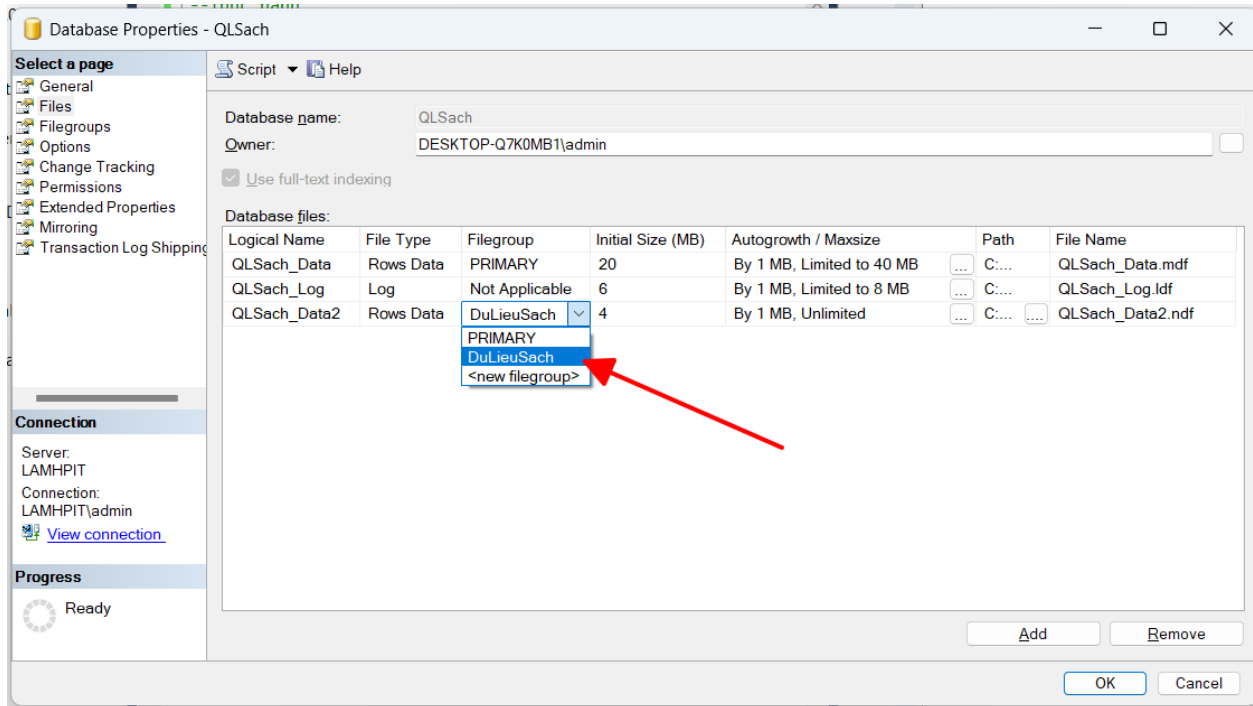 Database Properties - QLSach
Select a page
General
Files
Filegroups
Options
Change Tracking
Permissions
Extended Properties
Mirroring
Transaction Log Shipping
Script Help
Database name: QLSach
Owner: DESKTOP-Q7K0MB1\admin
Use full-text indexing
Database files:
Logical Name File Type Filegroup Initial Size (MB) Autogrowth / Maxsize Path File Name
QLSach_Data Rows Data PRIMARY 20 By 1 MB, Limited to 40 MB ... C:... QLSach_Data.mdf
QLSach_Log Log Not Applicable 6 By 1 MB, Limited to 8 MB ... C:... QLSach_Log.ldf
QLSach_Data2 Rows Data DuLieuSach 4 By 1 MB, Unlimited ... C:... .... QLSach_Data2.ndf
PRIMARY
DuLieuSach
<new filegroup>
Connection
Server:
LAMHPIT
Connection:
LAMHPIT\admin
View connection
Progress
Ready
Add Remove
OK Cancel